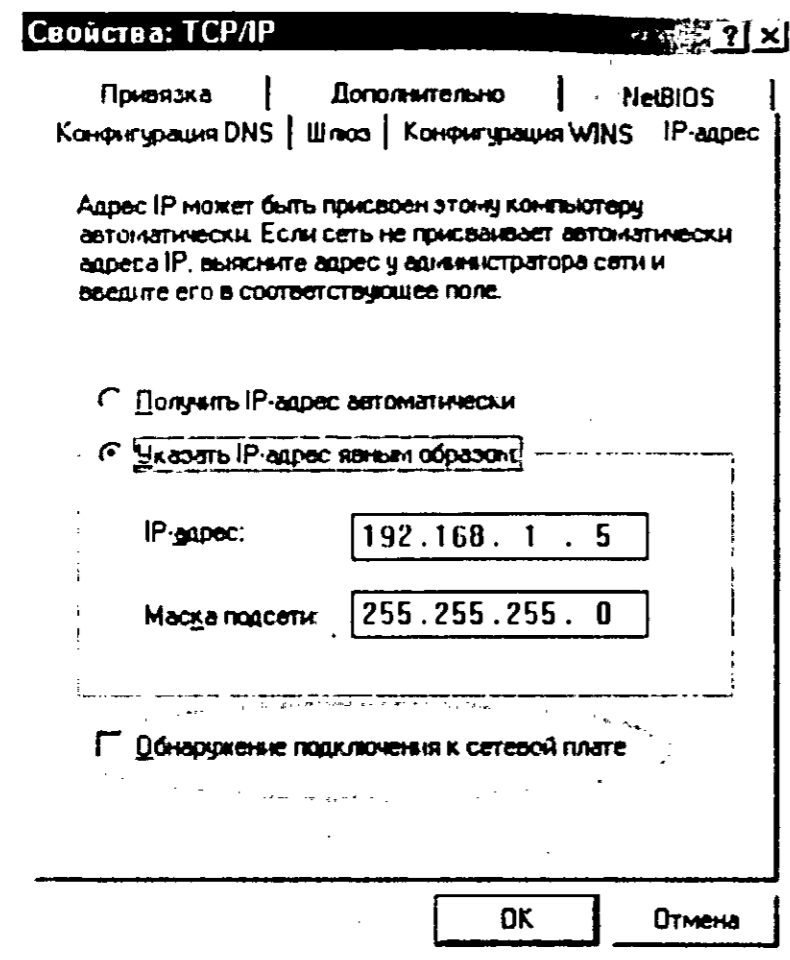 Свойства: TCP/IP
Привязка Дополнительно NetBIOS
Конфигурация DNS Шлюз Конфигурация WINS IP-адрес
Адрес IP может быть присвоен этому компьютеру
автоматически. Если сеть не присваивает автоматически
адреса IP, выясните адрес у администратора сети и
введите его в соответствующее поле.
Получить IP-адрес автоматически
Указать IP-адрес явным образом:
IP-адрес: 192.168. 1 . 5
Маска подсети: 255.255.255. 0
Обнаружение подключения к сетевой плате
OK Отмена